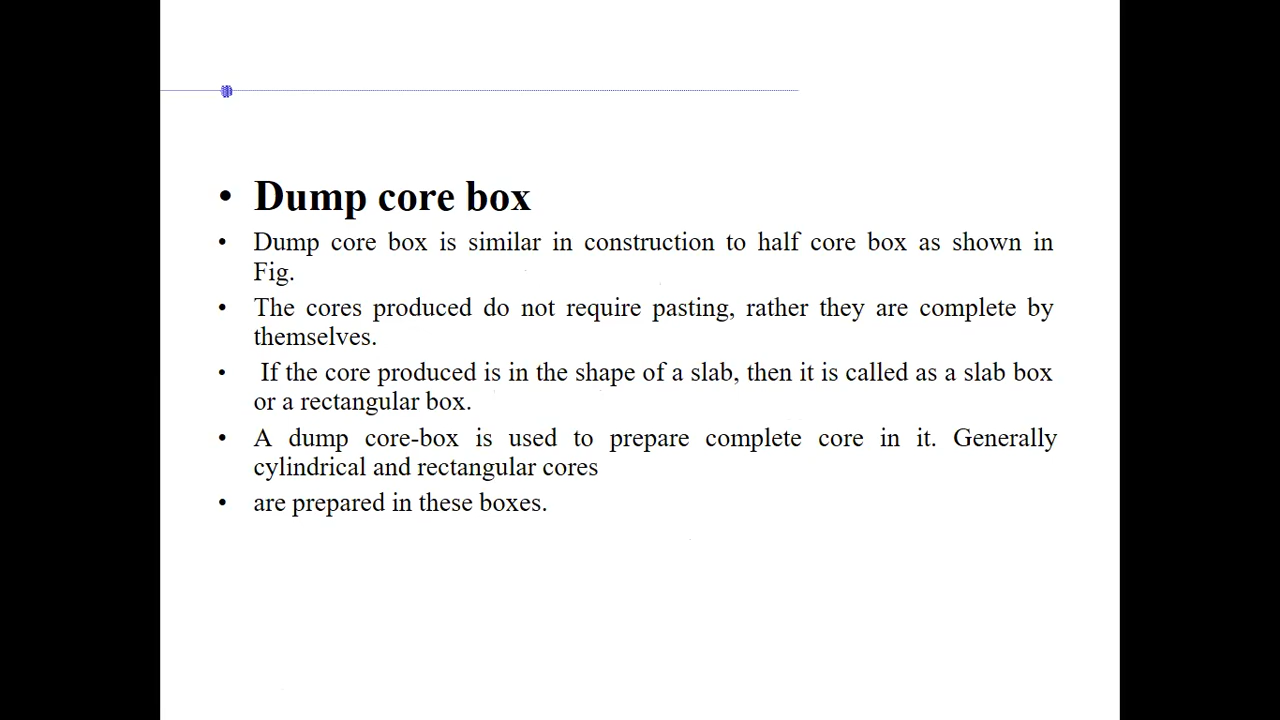 • Dump core box
• Dump core box is similar in construction to half core box as shown in
Fig.
• The cores produced do not require pasting, rather they are complete by
themselves.
• If the core produced is in the shape of a slab, then it is called as a slab box
or a rectangular box.
• A dump core-box is used to prepare complete core in it. Generally
cylindrical and rectangular cores
• are prepared in these boxes.